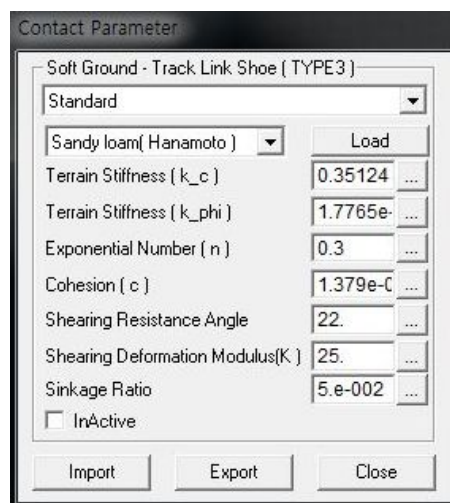 Contact Parameter
Soft Ground - Track Link Shoe ( TYPE3 )
Standard
Sandy loam( Hanamoto )
Load
Terrain Stiffness ( k_c )
0.35124
...
Terrain Stiffness ( k_phi )
1.7765e-
...
Exponential Number ( n )
0.3
...
Cohesion ( c )
1.379e-0
...
Shearing Resistance Angle
22.
...
Shearing Deformation Modulus(K )
25.
...
Sinkage Ratio
5.e-002
...
InActive
Import
Export
Close